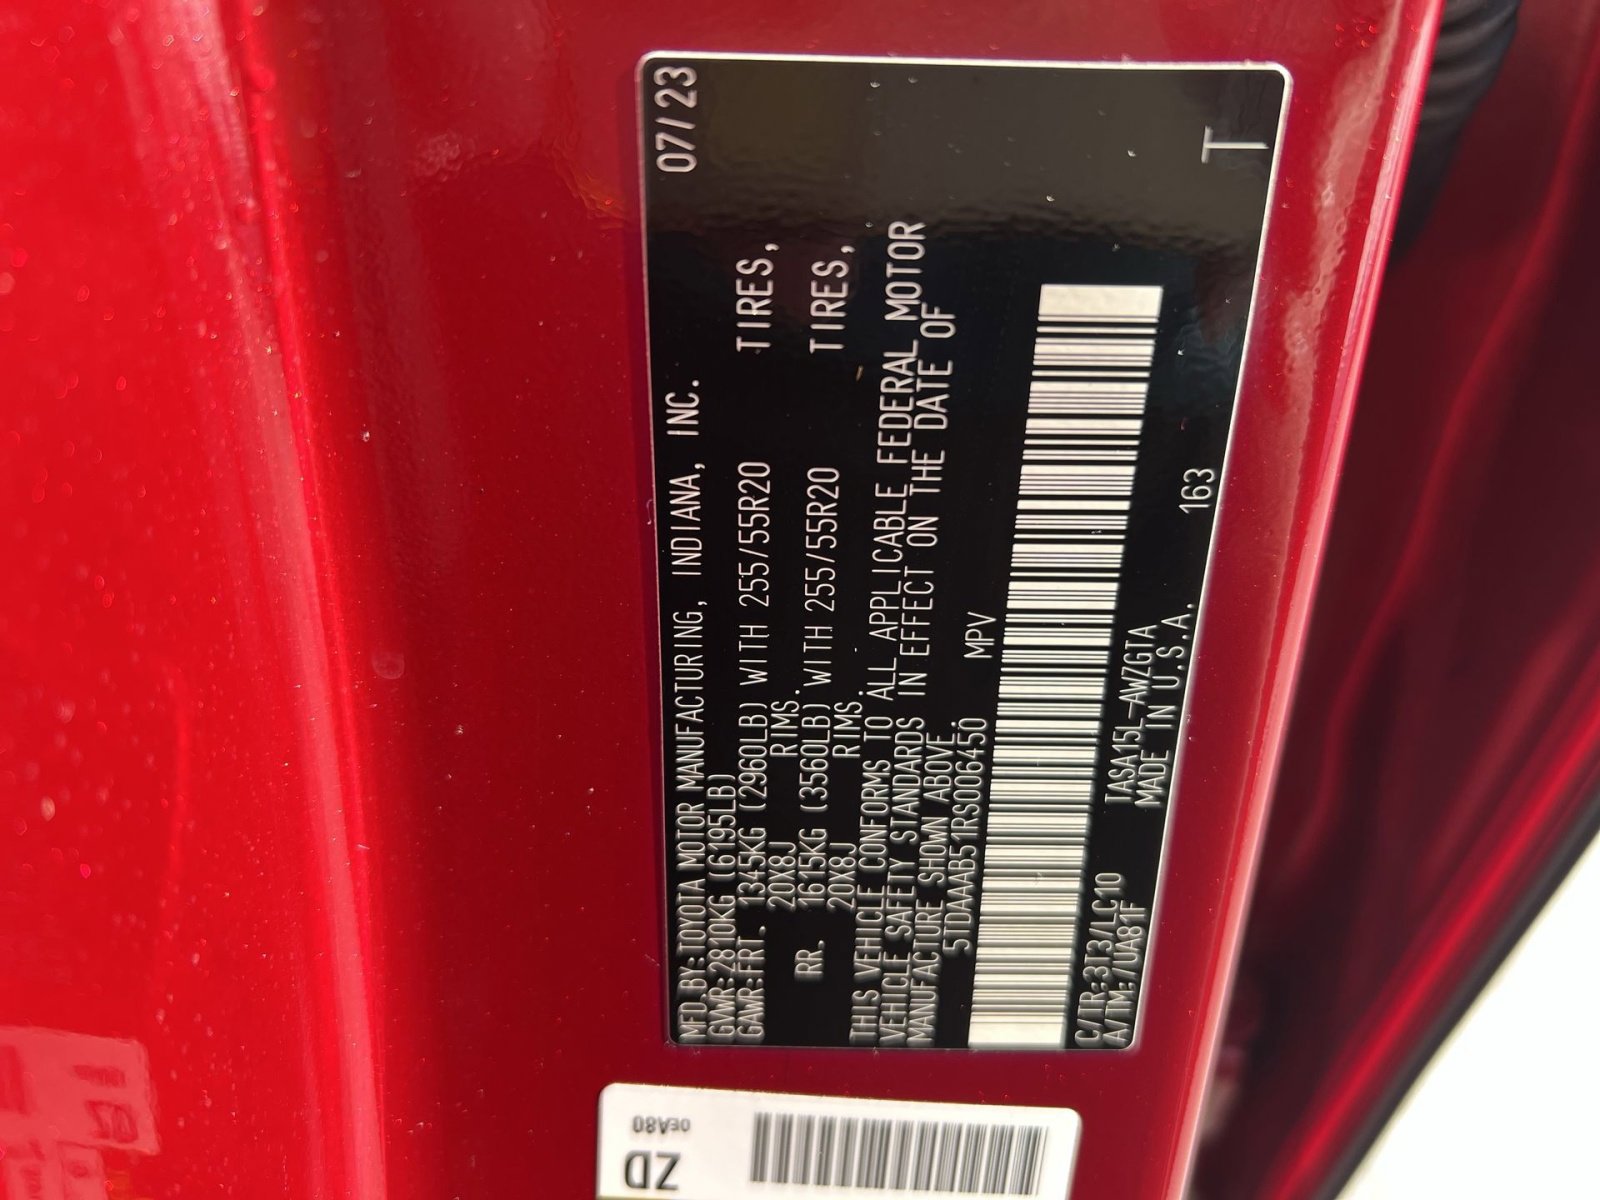 MFD.BY:TOYOTA MOTOR MANUFACTURING, INDIANA, INC. 07/23
GVWR:2810KG (6195LB)
GAWR:FRT. 1345KG (2960LB) WITH 255/55R20 TIRES,
20X8J RIMS.
RR. 1615KG (3560LB) WITH 255/55R20 TIRES,
20X8J RIMS.
THIS VEHICLE CONFORMS TO ALL APPLICABLE FEDERAL MOTOR
VEHICLE SAFETY STANDARDS IN EFFECT ON THE DATE OF
MANUFACTURE SHOWN ABOVE.
5TDAAAB51RS006450 MPV
C/TR:3T3/LC10 TASA15L-AWZGTA
A/TM:/UA81F MADE IN U.S.A. 163 T
ZD 0EA80